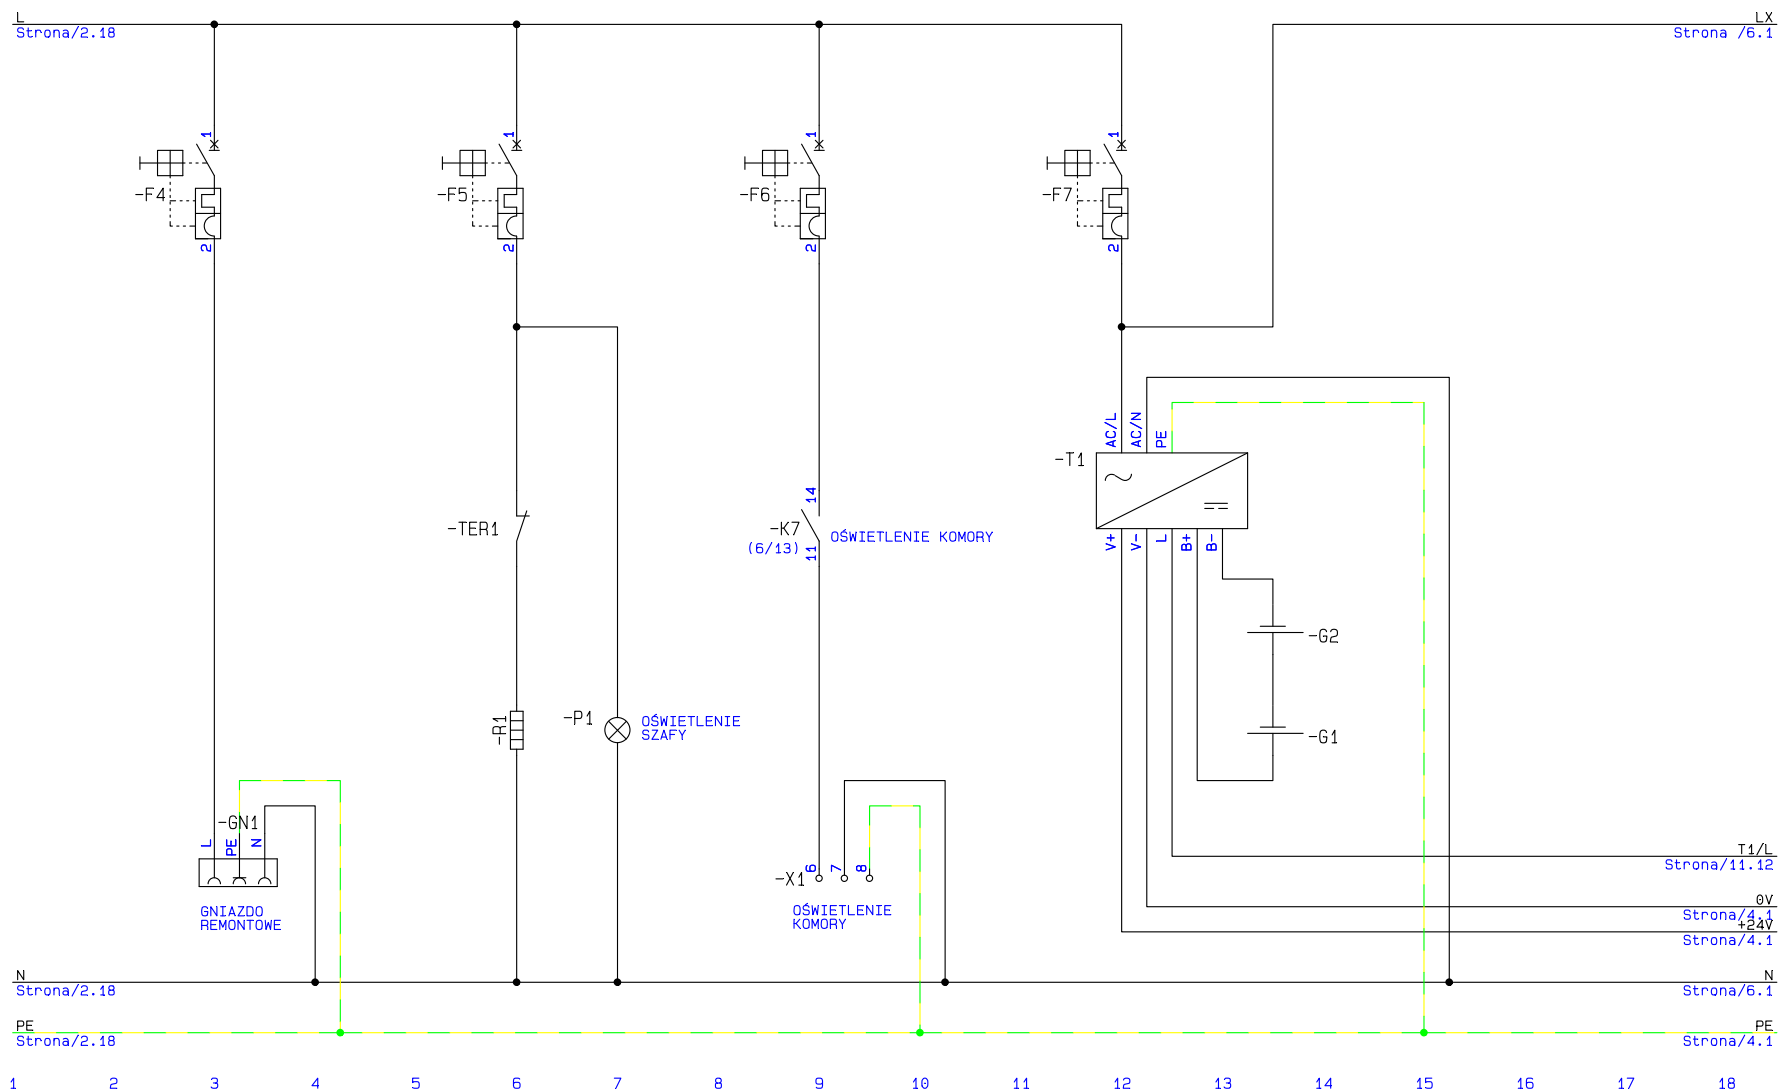 L
Strona/2.18
LX
Strona /6.1
1
1
1
1
-F4
-F5
-F6
-F7
2
2
2
2
AC/L
AC/N
PE
-T1
V+
V-
L
B+
B-
-TER1
14
-K7
(6/13)
11
OŚWIETLENIE KOMORY
-G2
-R1
-P1
OŚWIETLENIE
SZAFY
-G1
-GN1
L
PE
N
GNIAZDO
REMONTOWE
-X1
6
7
8
OŚWIETLENIE
KOMORY
T1/L
Strona/11.12
0V
Strona/4.1
+24V
Strona/4.1
N
Strona/2.18
N
Strona/6.1
PE
Strona/2.18
PE
Strona/4.1
1 2 3 4 5 6 7 8 9 10 11 12 13 14 15 16 17 18